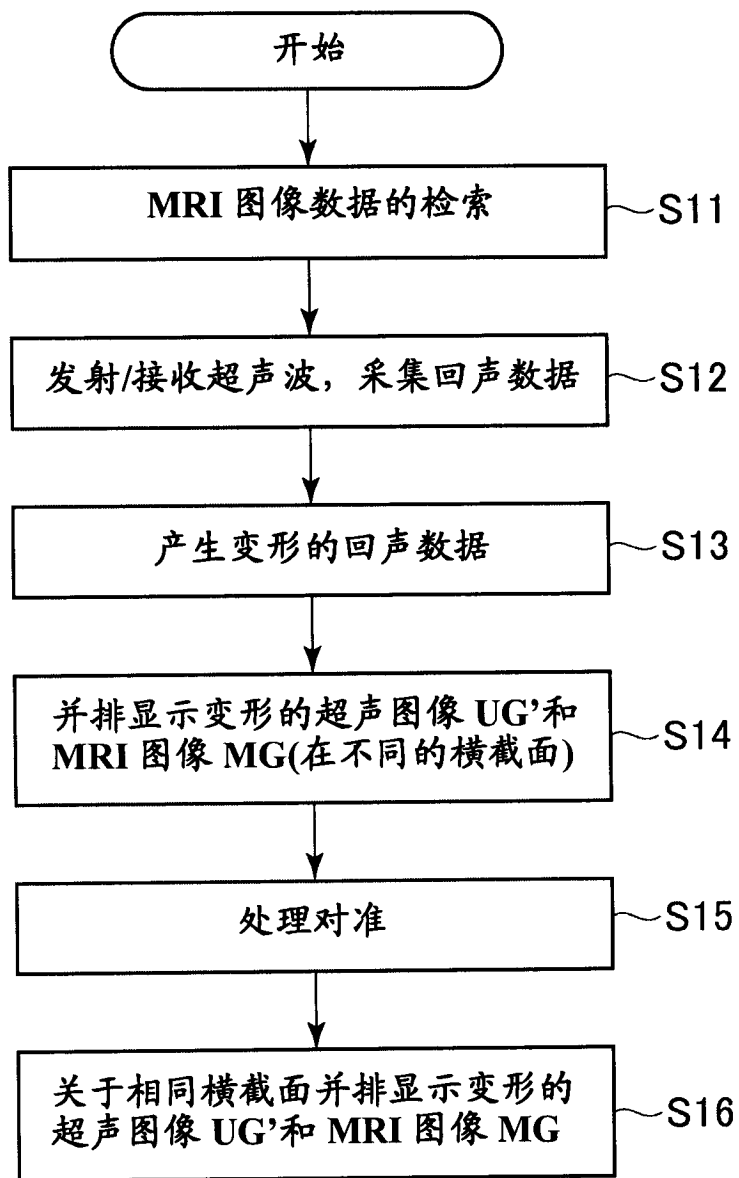 开始
MRI 图像数据的检索
S11
发射/接收超声波，采集回声数据
S12
产生变形的回声数据
S13
并排显示变形的超声图像 UG’和
MRI 图像 MG(在不同的横截面)
S14
处理对准
S15
关于相同横截面并排显示变形的
超声图像 UG’和 MRI 图像 MG
S16